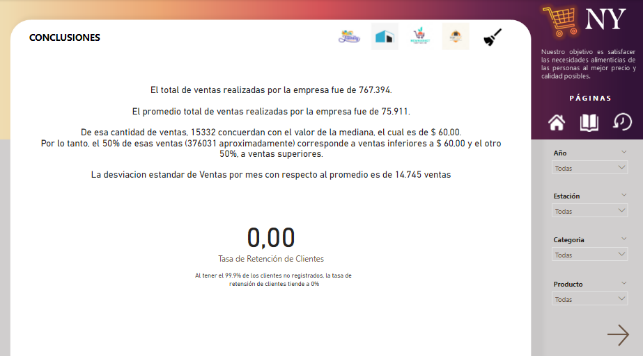 CONCLUSIONES
El total de ventas realizadas por la empresa fue de 767.394.
El promedio total de ventas realizadas por la empresa fue de 75.911.
De esa cantidad de ventas, 15332 concuerdan con el valor de la mediana, el cual es de $ 60,00.
Por lo tanto, el 50% de esas ventas (376031 aproximadamente) corresponde a ventas inferiores a $ 60,00 y el otro
50%, a ventas superiores.
La desviacion estandar de Ventas por mes con respecto al promedio es de 14.745 ventas
0,00
Tasa de Retención de Clientes
Al tener el 99.9% de los clientes no registrados, la tasa de
retención de clientes tiende a 0%
NY
Nuestro objetivo es satisfacer
las necesidades alimenticias de
las personas al mejor precio y
calidad posibles.
PÁGINAS
Año
Todas
Estación
Todas
Categoria
Todas
Producto
Todas